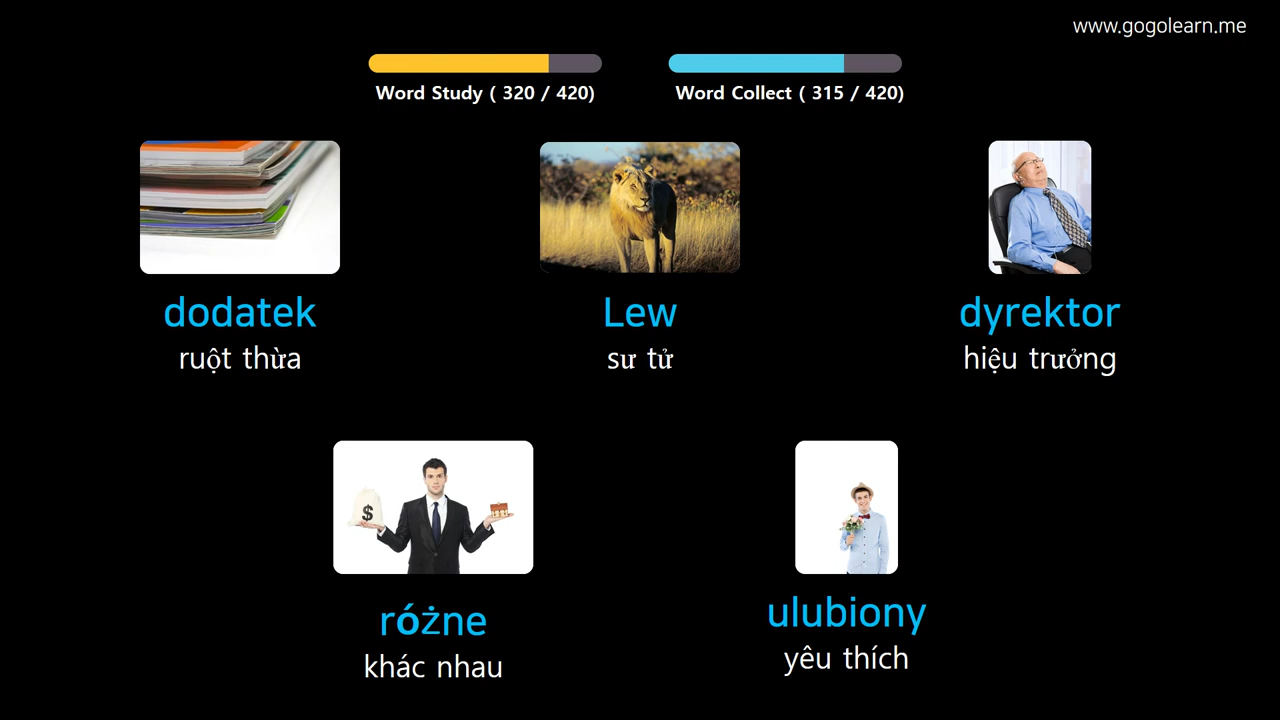 www.gogolearn.me
Word Study ( 320 / 420)
Word Collect ( 315 / 420)
dodatek
ruột thừa
Lew
sư tử
dyrektor
hiệu trưởng
$
różne
khác nhau
ulubiony
yêu thích